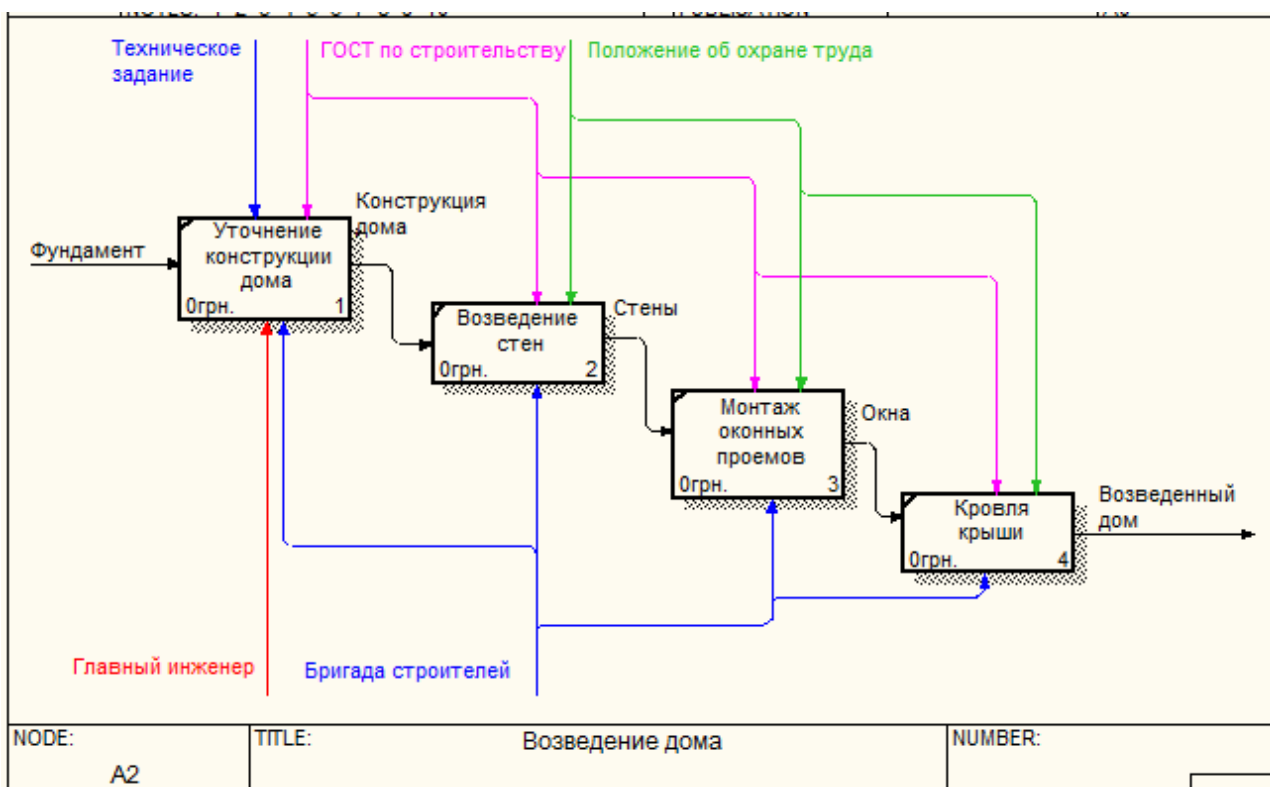 Техническое
задание
ГОСТ по строительству
Положение об охране труда
Фундамент
Уточнение
конструкции
дома
0грн. 1
Конструкция
дома
Возведение
стен
0грн. 2
Стены
Монтаж
оконных
проемов
0грн. 3
Окна
Кровля
крыши
0грн. 4
Возведенный
дом
Главный инженер
Бригада строителей
NODE:
A2
TITLE:
Возведение дома
NUMBER: